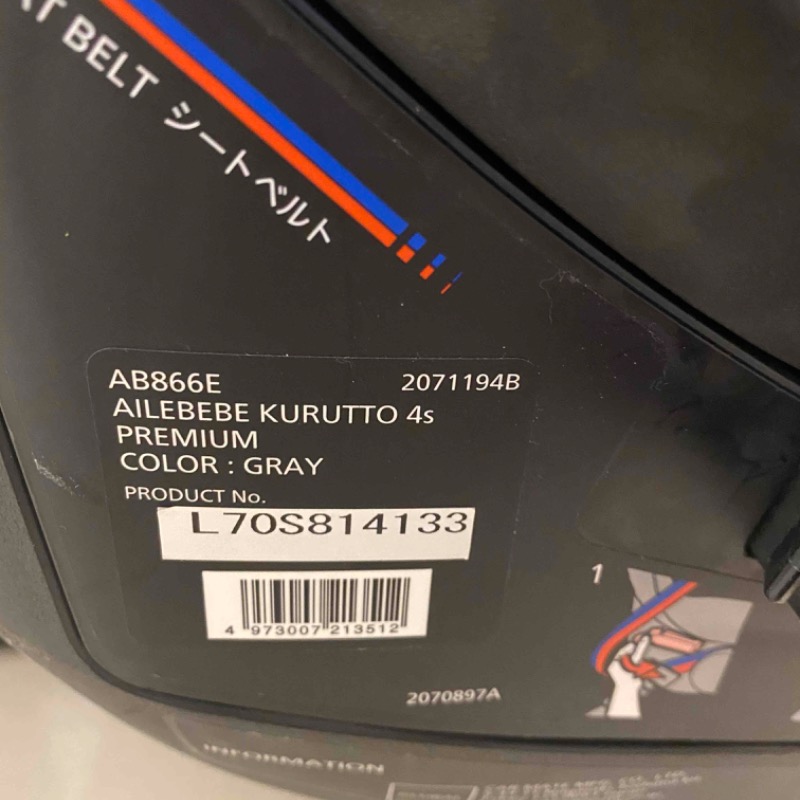 BELT シートベルト
AB866E 2071194B
AILEBEBE KURUTTO 4s
PREMIUM
COLOR : GRAY
PRODUCT No.
L70S814133
4 973007 213512
1
2070897A
INFORMATION